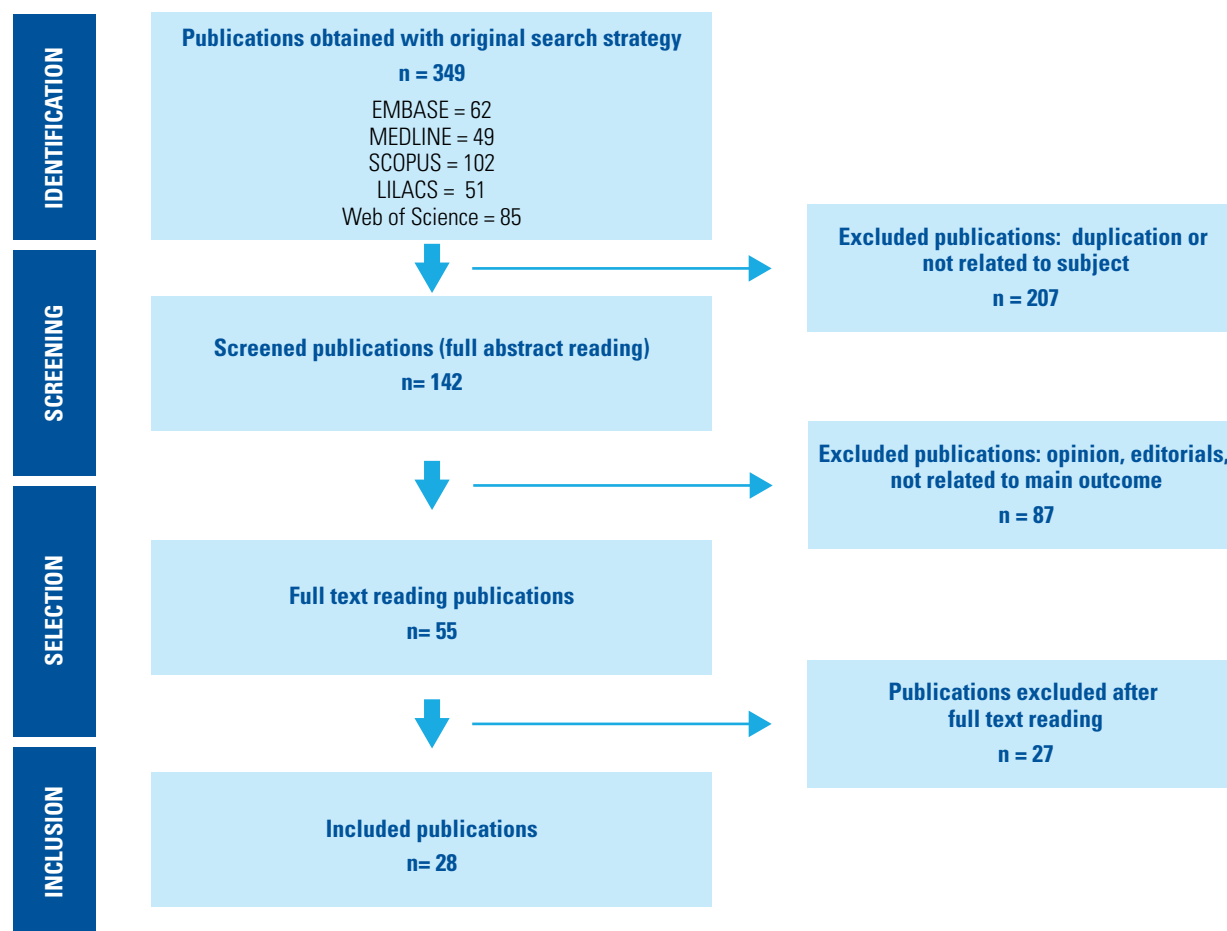 IDENTIFICATION
Publications obtained with original search strategy
n = 349
EMBASE = 62
MEDLINE = 49
SCOPUS = 102
LILACS = 51
Web of Science = 85
Excluded publications: duplication or
not related to subject
n = 207
SCREENING
Screened publications (full abstract reading)
n= 142
Excluded publications: opinion, editorials,
not related to main outcome
n = 87
SELECTION
Full text reading publications
n= 55
Publications excluded after
full text reading
n = 27
INCLUSION
Included publications
n= 28